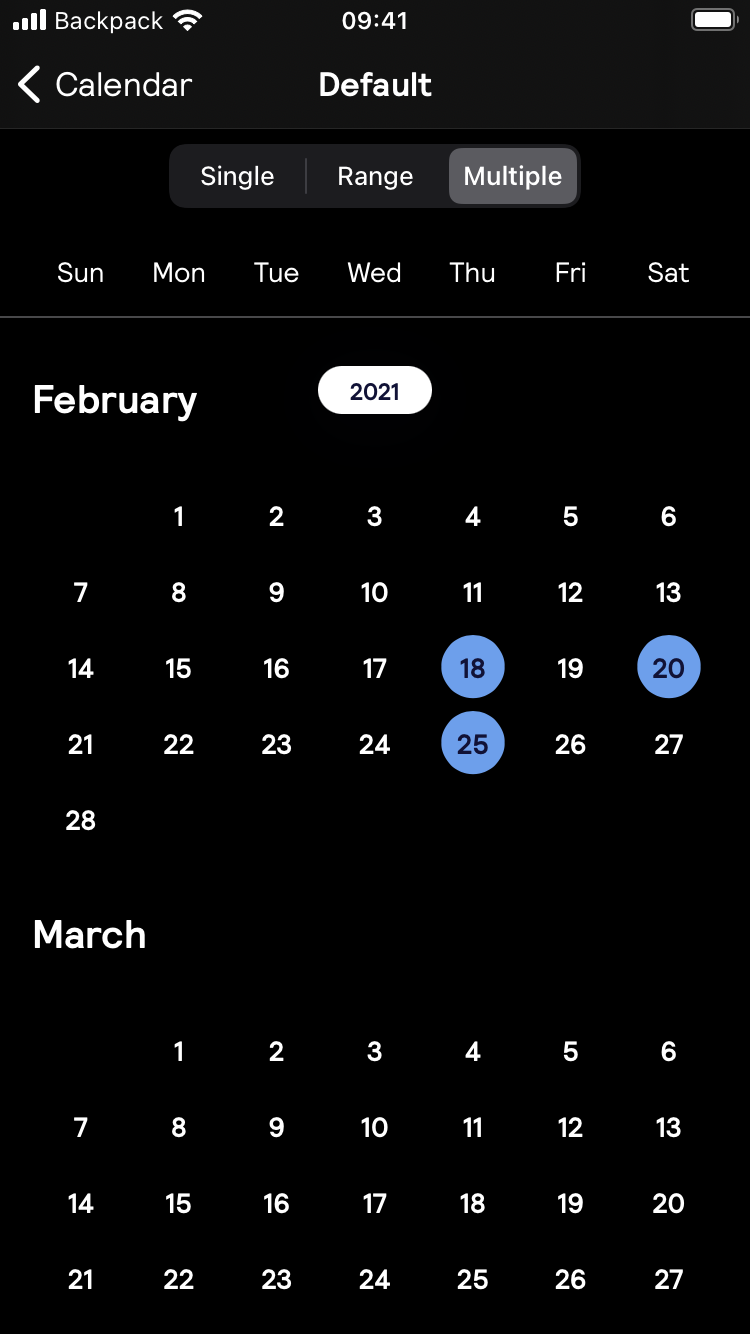 Backpack 09:41
Calendar Default
Single Range Multiple
Sun Mon Tue Wed Thu Fri Sat
February 2021
1 2 3 4 5 6
7 8 9 10 11 12 13
14 15 16 17 18 19 20
21 22 23 24 25 26 27
28
March
1 2 3 4 5 6
7 8 9 10 11 12 13
14 15 16 17 18 19 20
21 22 23 24 25 26 27